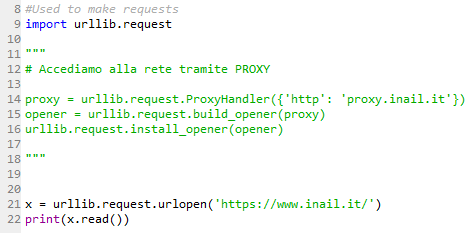 8 #Used to make requests
9 import urllib.request
10
11 """
12 # Accediamo alla rete tramite PROXY
13
14 proxy = urllib.request.ProxyHandler({'http': 'proxy.inail.it'})
15 opener = urllib.request.build_opener(proxy)
16 urllib.request.install_opener(opener)
17
18 """
19
20
21 x = urllib.request.urlopen('https://www.inail.it/')
22 print(x.read())